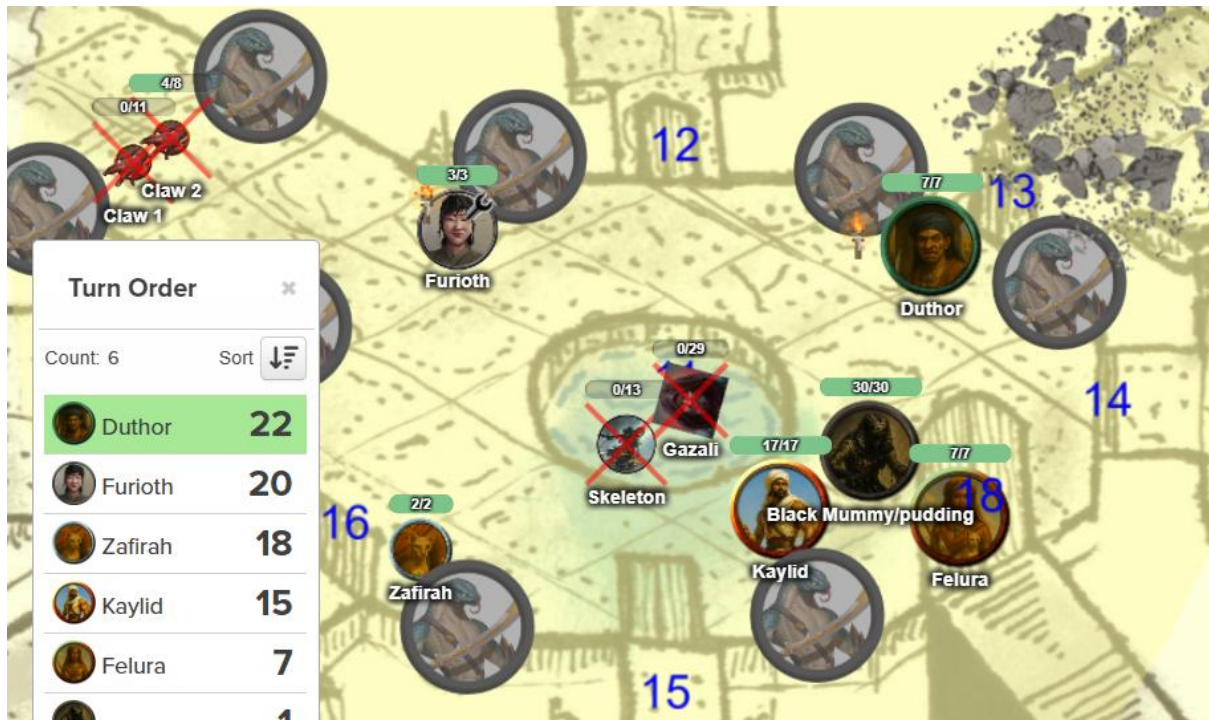 4/8
0/11
Claw 2
Claw 1
12
3/3
Furioth
7/7
13
Duthor
Turn Order ×
Count: 6 Sort
Duthor 22
Furioth 20
Zafirah 18
Kaylid 15
Felura 7
1
0/29
0/13
Gazali
Skeleton
30/30
14
17/17
7/7
18
Black Mummy/pudding
Kaylid
Felura
16
2/2
Zafirah
15